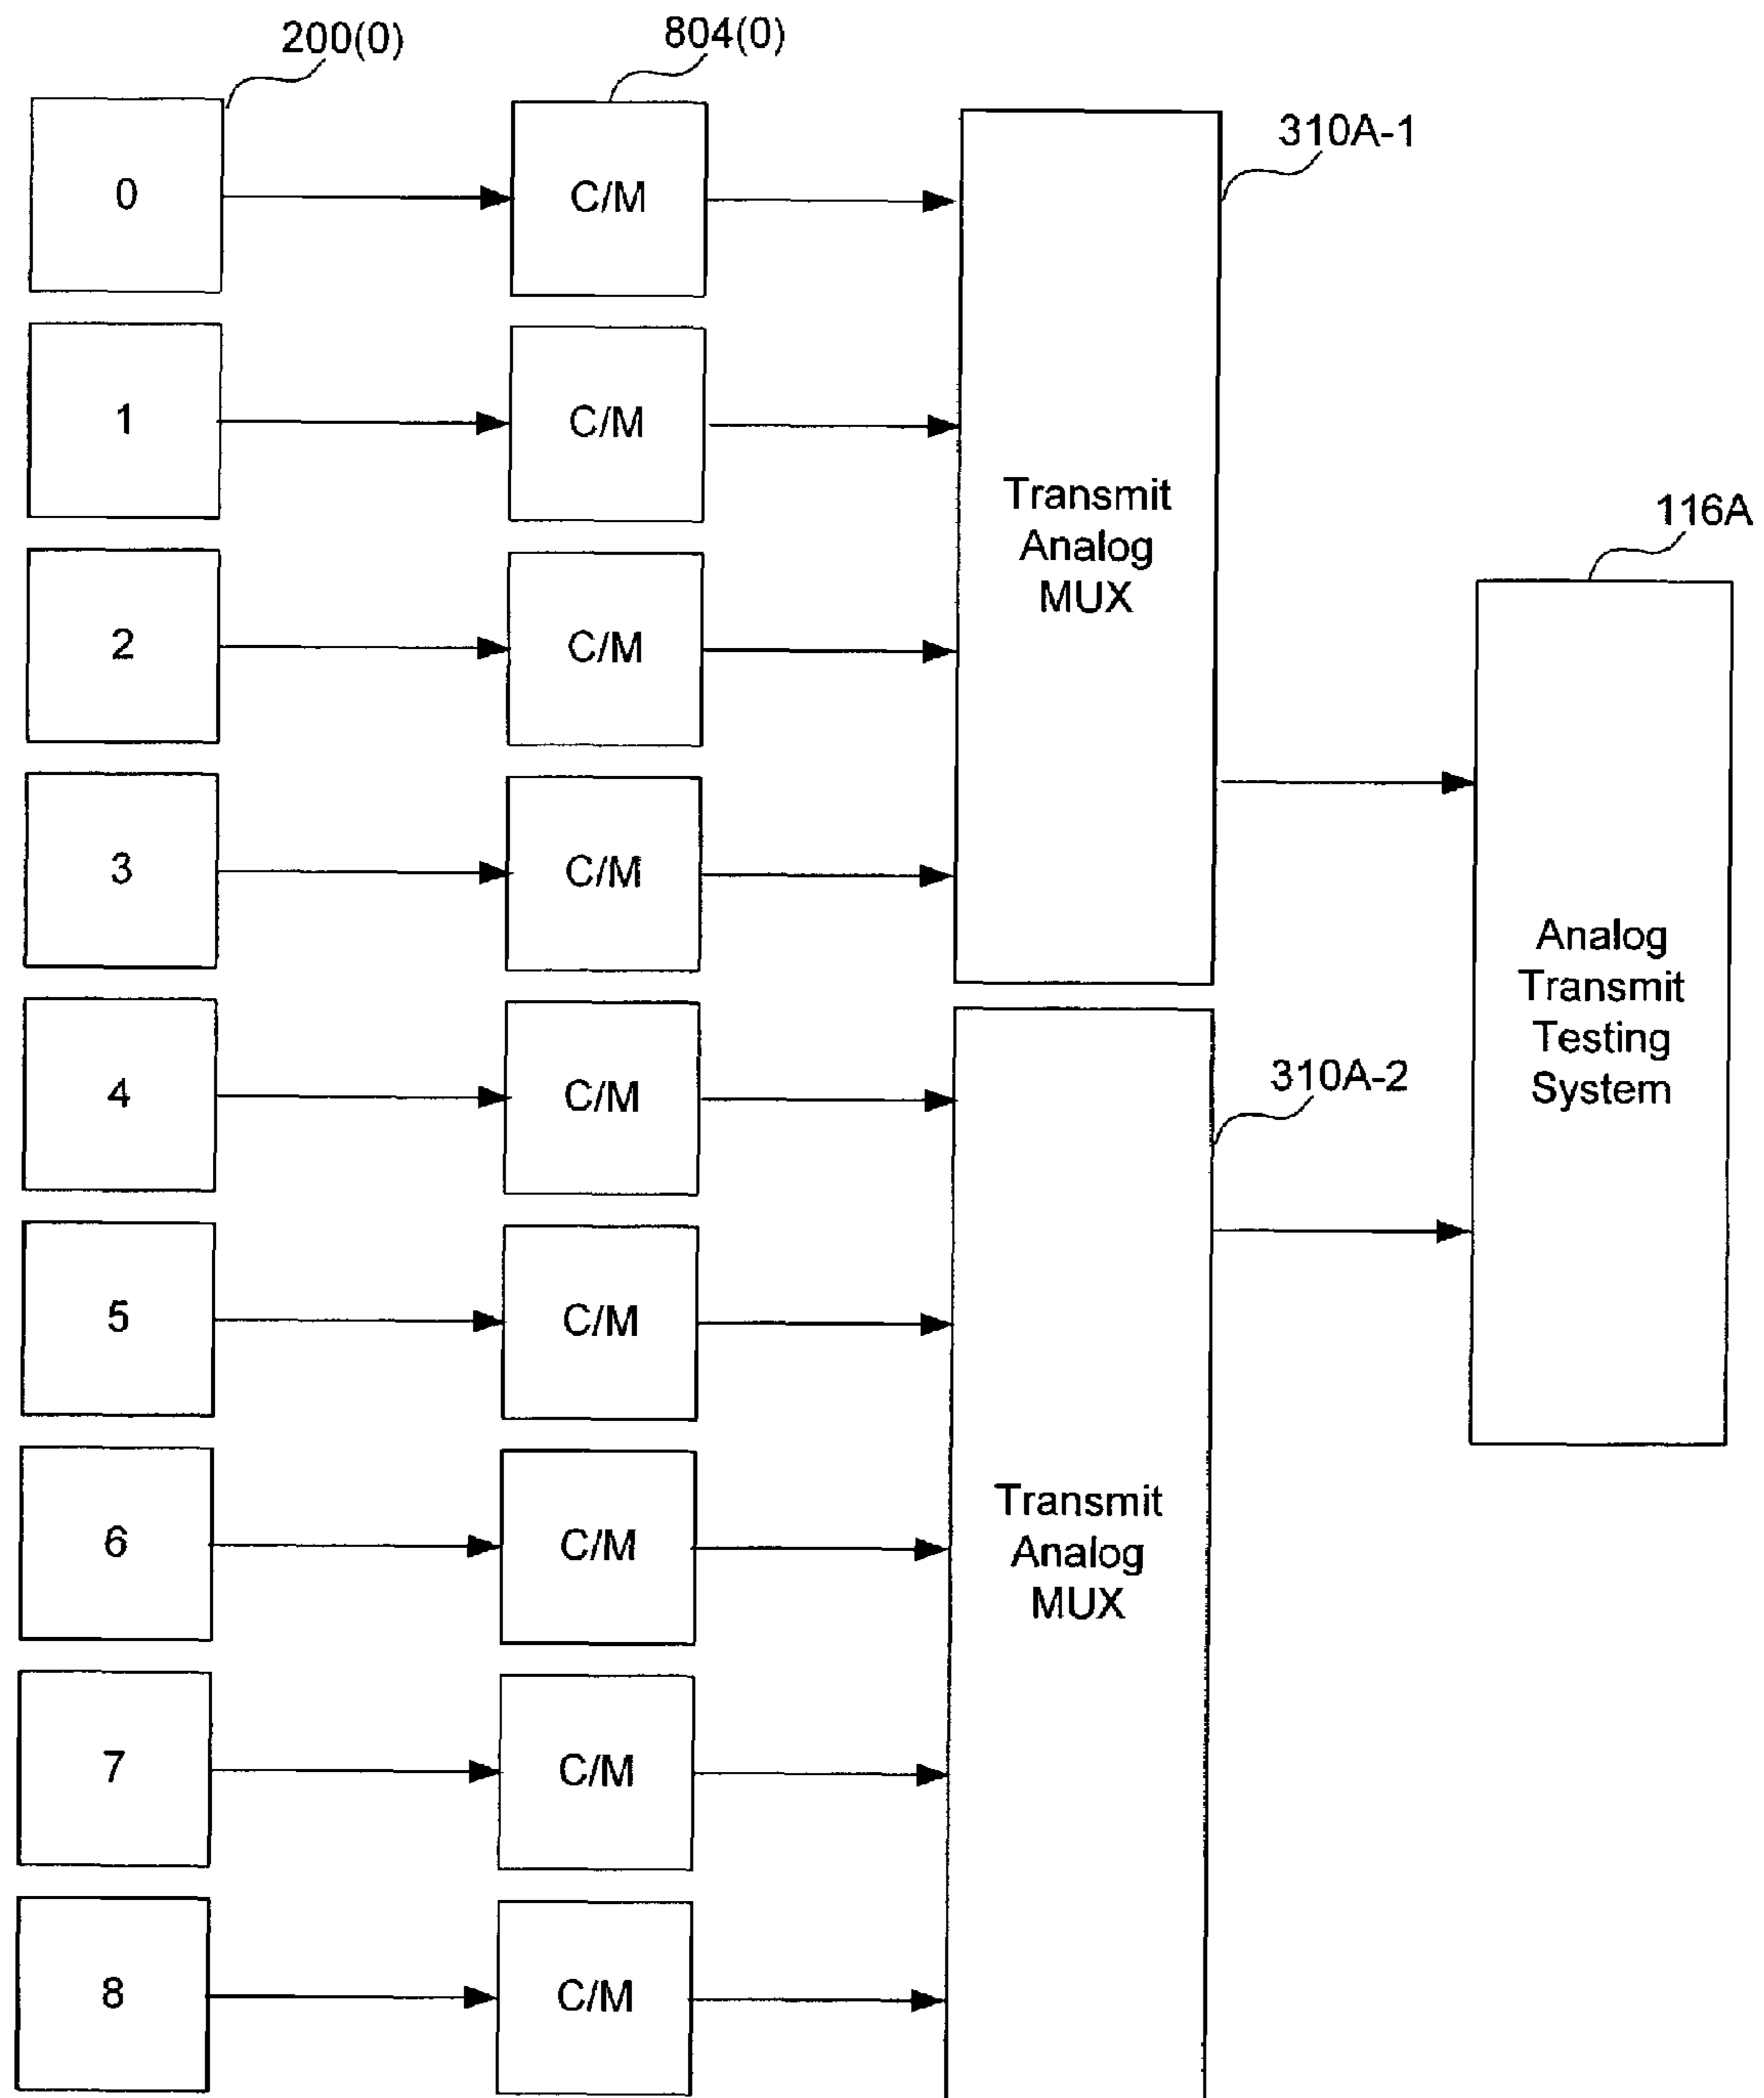 200(0)
804(0)
310A-1
0
C/M
1
C/M
Transmit
Analog
MUX
116A
2
C/M
3
C/M
Analog
Transmit
Testing
System
4
C/M
310A-2
5
C/M
6
C/M
Transmit
Analog
MUX
7
C/M
8
C/M